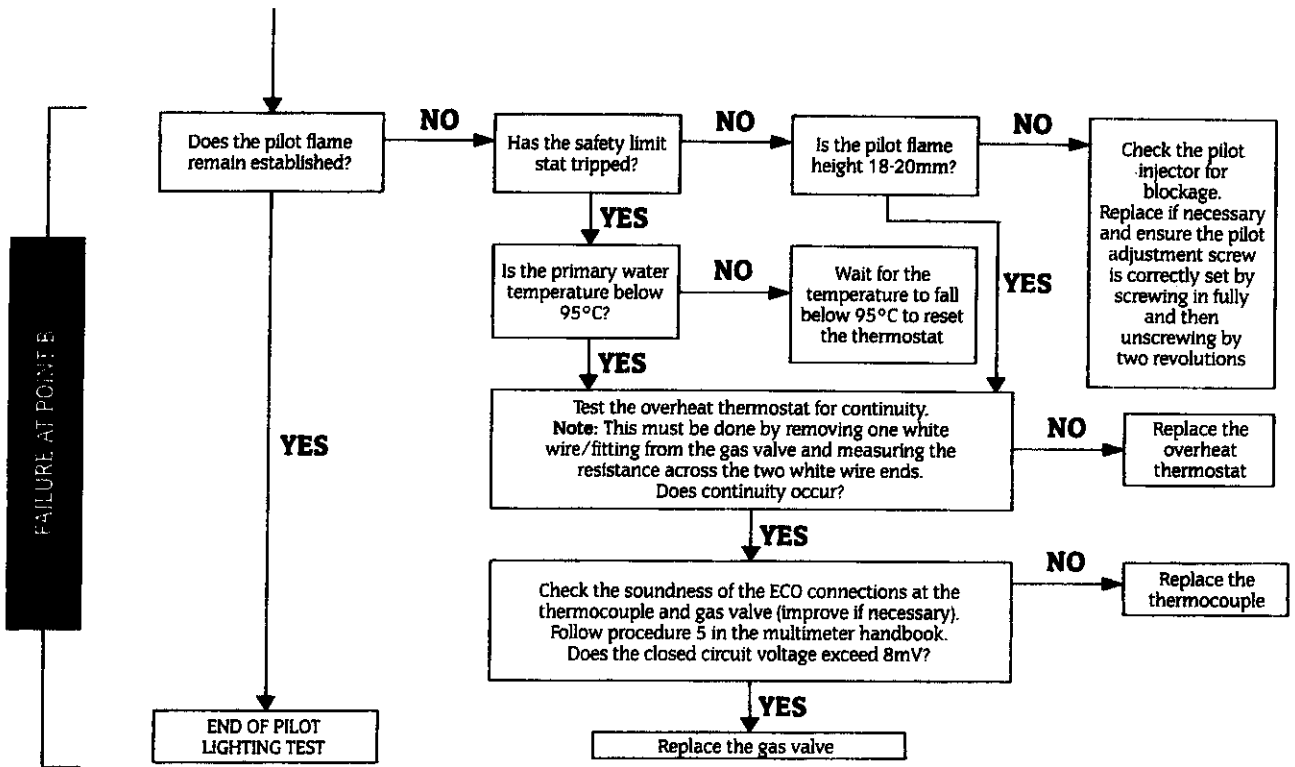 Does the pilot flame
remain established?
NO
Has the safety limit
stat tripped?
NO
Is the pilot flame
height 18-20mm?
NO
Check the pilot
injector for
blockage.
Replace if necessary
and ensure the pilot
adjustment screw
is correctly set by
screwing in fully
and then
unscrewing by
two revolutions
YES
Is the primary water
temperature below
95°C?
NO
Wait for the
temperature to fall
below 95°C to reset
the thermostat
YES
YES
Test the overheat thermostat for continuity.
Note: This must be done by removing one white
wire/fitting from the gas valve and measuring the
resistance across the two white wire ends.
Does continuity occur?
NO
Replace the
overheat
thermostat
YES
Check the soundness of the ECO connections at the
thermocouple and gas valve (improve if necessary).
Follow procedure 5 in the multimeter handbook.
Does the closed circuit voltage exceed 8mV?
NO
Replace the
thermocouple
YES
Replace the gas valve
YES
END OF PILOT
LIGHTING TEST
FAILURE AT POINT B